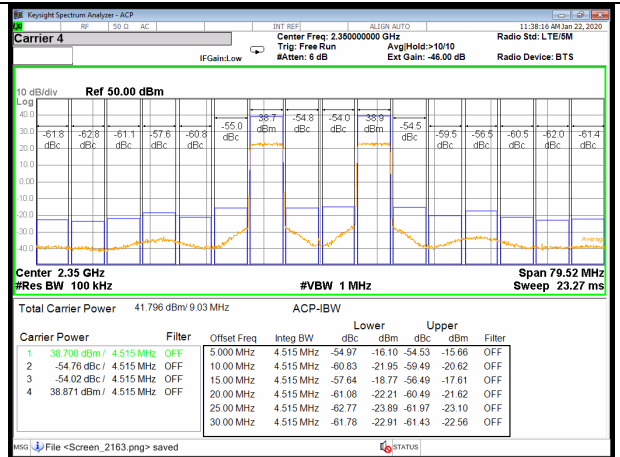 Keysight Spectrum Analyzer - ACP
LXI RF 50 Ω AC INT REF ALIGN AUTO 11:38:16 AM Jan 22, 2020
Carrier 4 Center Freq: 2.350000000 GHz Radio Std: LTE/5M
Trig: Free Run Avg|Hold:>10/10
IFGain:Low #Atten: 6 dB Ext Gain: -46.00 dB Radio Device: BTS
10 dB/div Ref 50.00 dBm
Log
40.0
30.0
20.0
10.0
0.00
-10.0
-20.0
-30.0
-40.0
-61.8 dBc
-62.8 dBc
-61.1 dBc
-57.6 dBc
-60.8 dBc
-55.0 dBc
38.7 dBm
-54.8 dBc
-54.0 dBc
38.9 dBm
-54.5 dBc
-59.5 dBc
-56.5 dBc
-60.5 dBc
-62.0 dBc
-61.4 dBc
Average
Center 2.35 GHz Span 79.52 MHz
#Res BW 100 kHz #VBW 1 MHz Sweep 23.27 ms
Total Carrier Power 41.796 dBm/ 9.03 MHz ACP-IBW
Lower Upper
Carrier Power Filter Offset Freq Integ BW dBc dBm dBc dBm Filter
1 38.700 dBm / 4.515 MHz OFF 5.000 MHz 4.515 MHz -54.97 -16.10 -54.53 -15.66 OFF
2 -54.76 dBc / 4.515 MHz OFF 10.00 MHz 4.515 MHz -60.83 -21.95 -59.49 -20.62 OFF
3 -54.02 dBc / 4.515 MHz OFF 15.00 MHz 4.515 MHz -57.64 -18.77 -56.49 -17.61 OFF
4 38.871 dBm / 4.515 MHz OFF 20.00 MHz 4.515 MHz -61.08 -22.21 -60.49 -21.62 OFF
25.00 MHz 4.515 MHz -62.77 -23.89 -61.97 -23.10 OFF
30.00 MHz 4.515 MHz -61.78 -22.91 -61.43 -22.56 OFF
MSG File <Screen_2163.png> saved STATUS